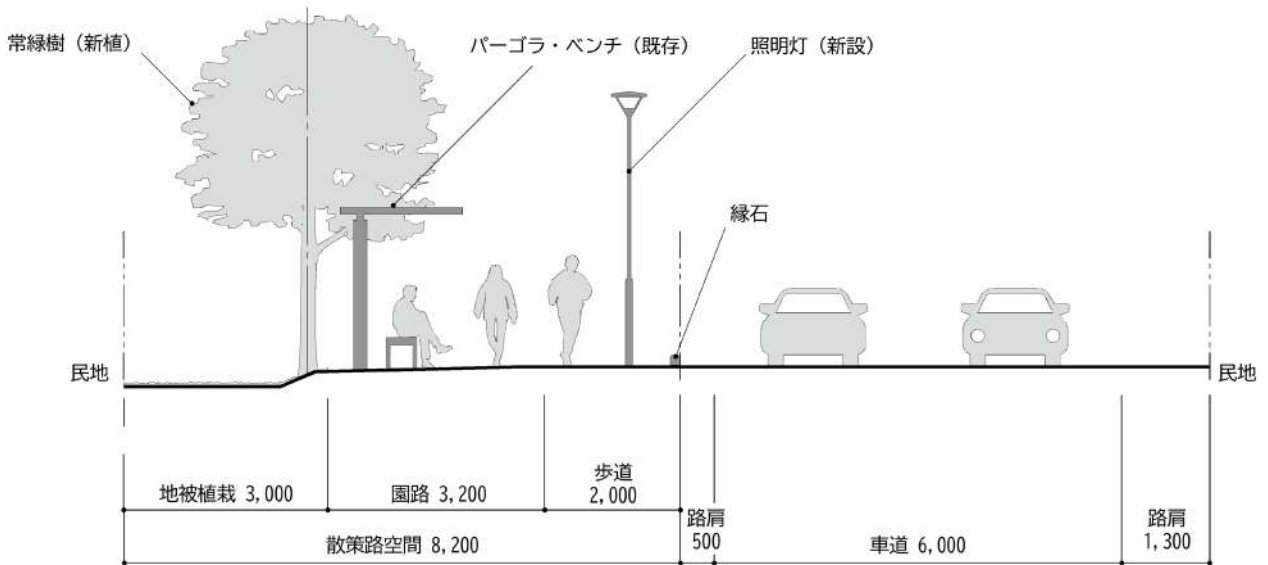 常緑樹（新植）
パーゴラ・ベンチ（既存）
照明灯（新設）
縁石
民地
民地
地被植栽 3,000
園路 3,200
歩道
2,000
散策路空間 8,200
路肩
500
車道 6,000
路肩
1,300